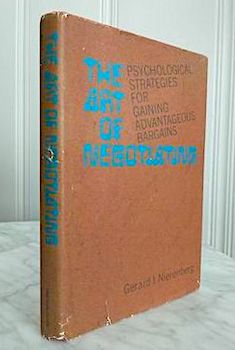 THE ART OF NEGOTIATING
THE
ART
OF
NEGOTIATING
PSYCHOLOGICAL
STRATEGIES
FOR
GAINING
ADVANTAGEOUS
BARGAINS
Gerard I Nierenberg